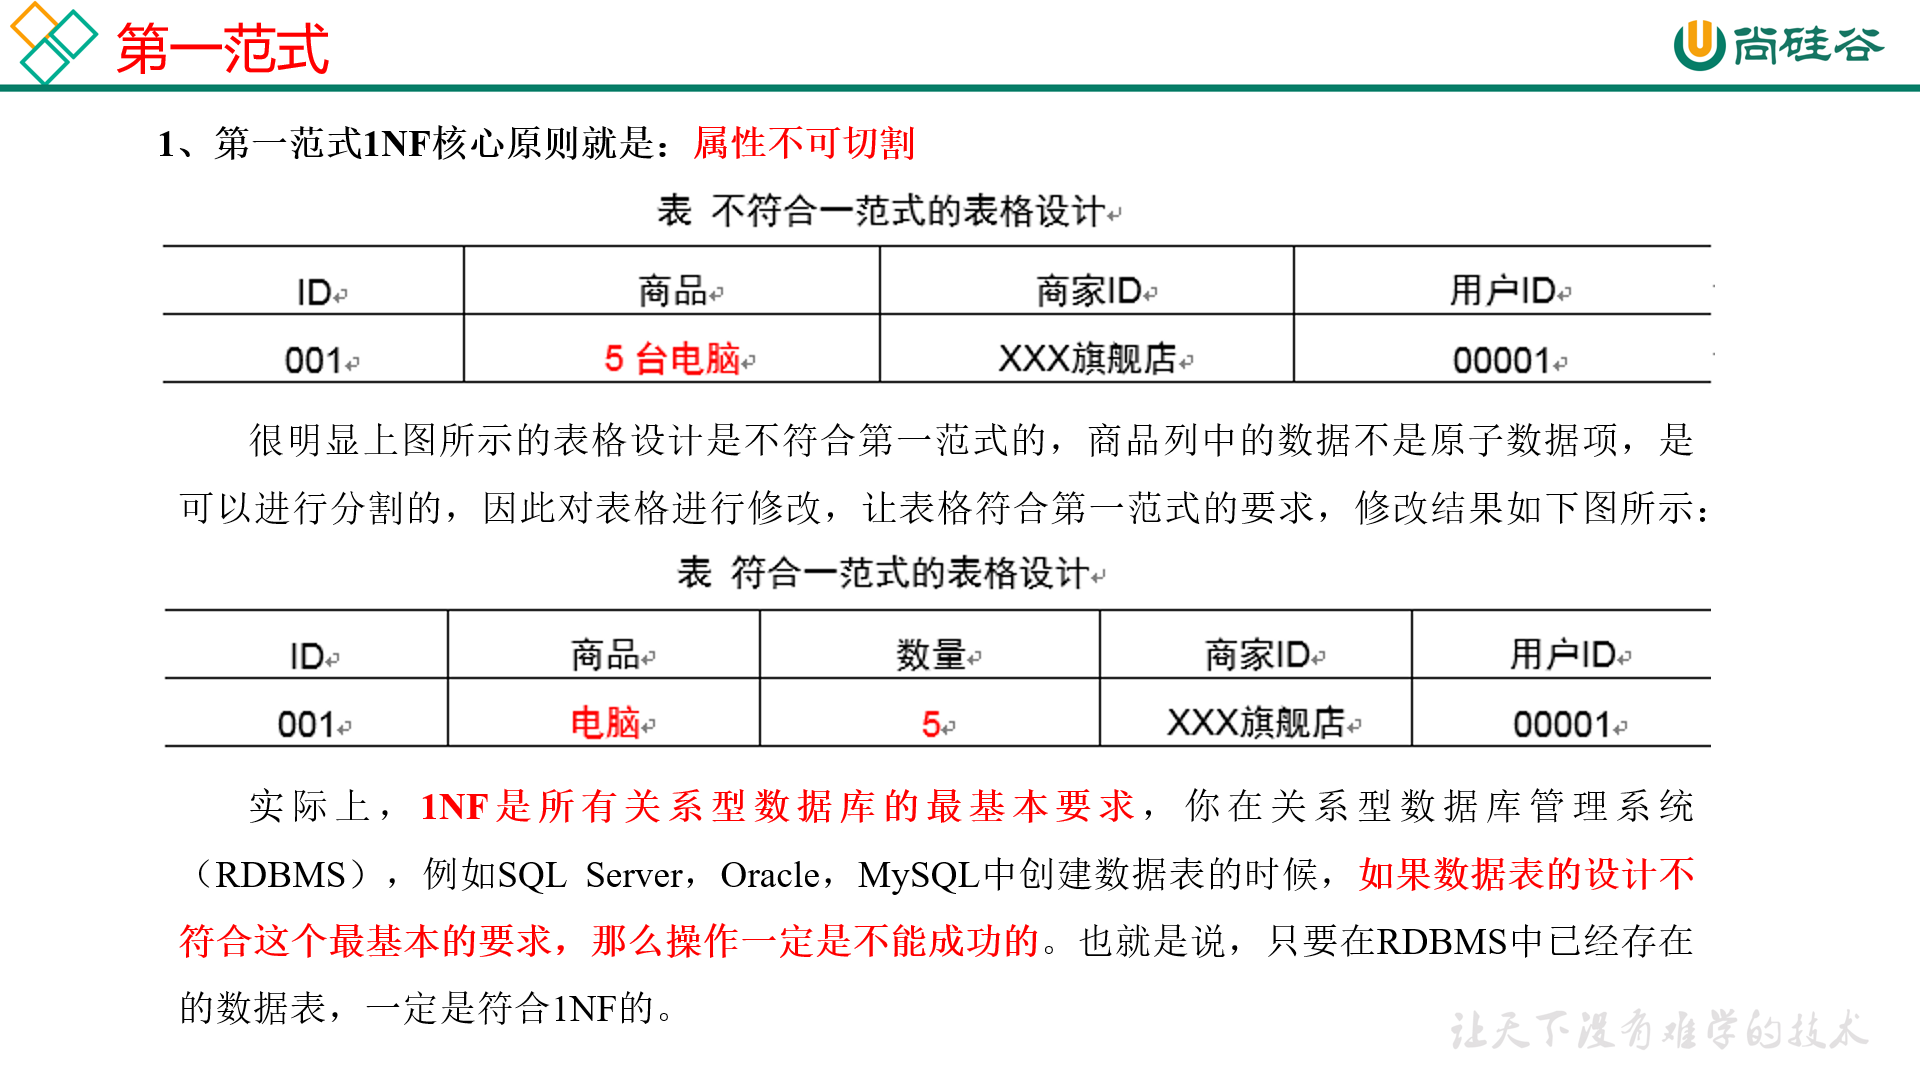 第一范式
尚硅谷
1、第一范式1NF核心原则就是：属性不可切割
表 不符合一范式的表格设计
ID 商品 商家ID 用户ID
001 5 台电脑 XXX旗舰店 00001
很明显上图所示的表格设计是不符合第一范式的，商品列中的数据不是原子数据项，是
可以进行分割的，因此对表格进行修改，让表格符合第一范式的要求，修改结果如下图所示：
表 符合一范式的表格设计
ID 商品 数量 商家ID 用户ID
001 电脑 5 XXX旗舰店 00001
实际上，1NF是所有关系型数据库的最基本要求，你在关系型数据库管理系统
（RDBMS），例如SQL Server，Oracle，MySQL中创建数据表的时候，如果数据表的设计不
符合这个最基本的要求，那么操作一定是不能成功的。也就是说，只要在RDBMS中已经存在
的数据表，一定是符合1NF的。
让天下没有难学的技术